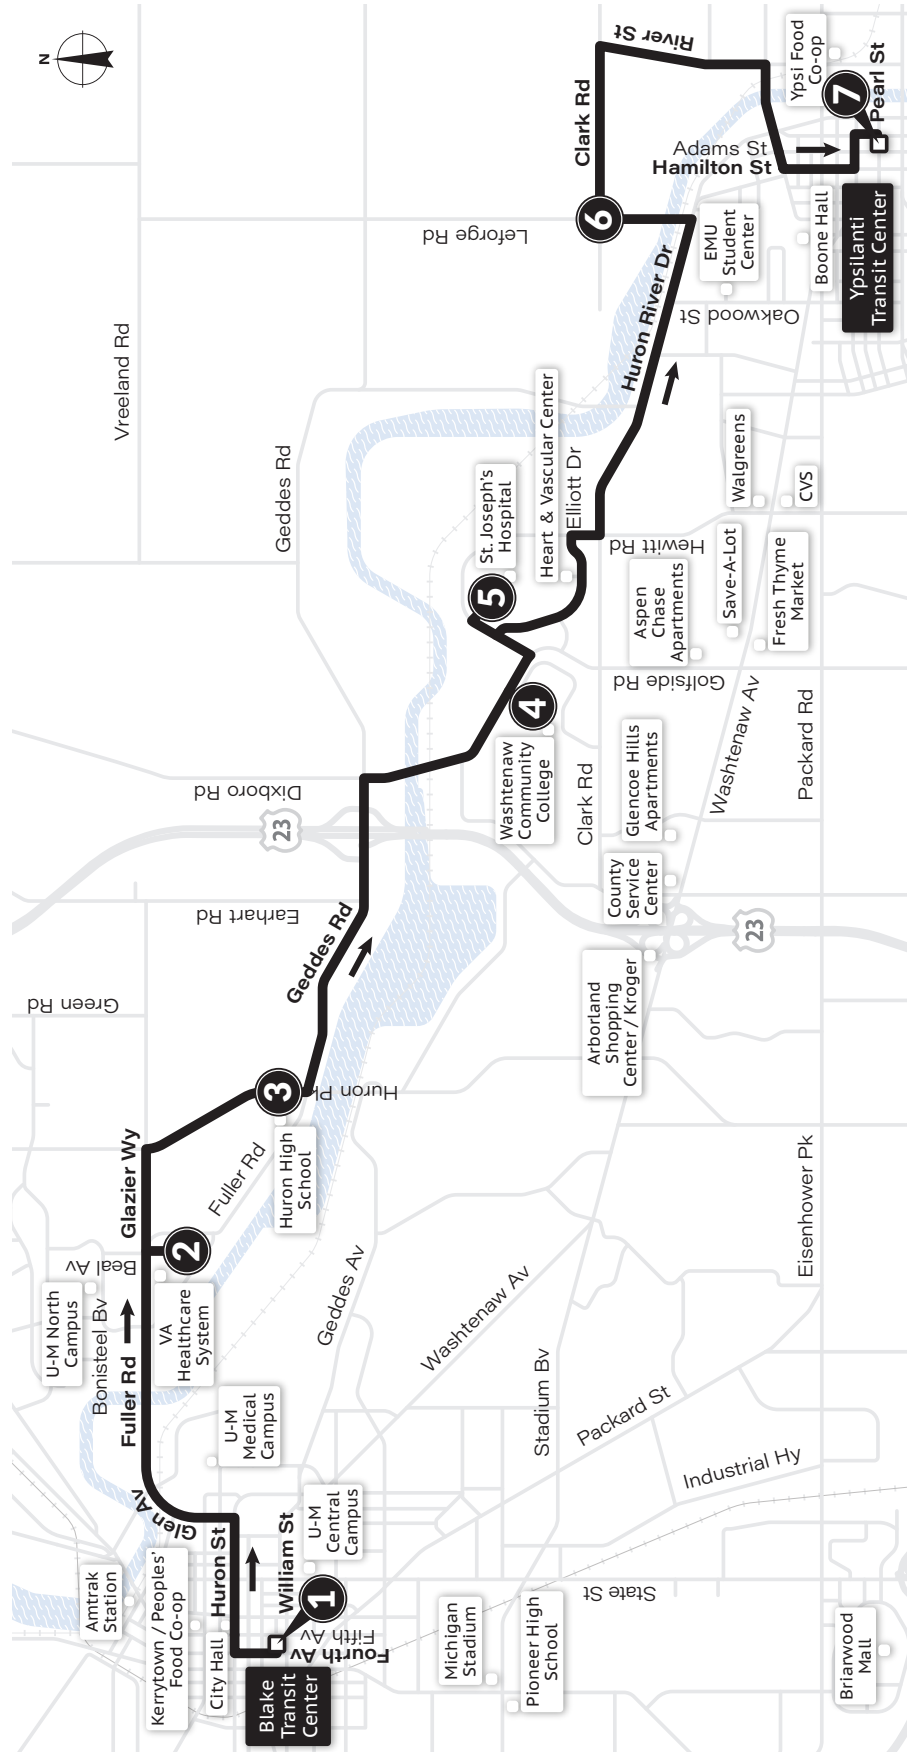 N
Vreeland Rd
Leforge Rd
Clark Rd
River St
Ypsi Food
Co-op
7
Pearl St
Adams St
Hamilton St
6
EMU
Student
Center
Boone Hall
Ypsilanti
Transit Center
Oakwood St
Huron River Dr
Geddes Rd
St. Joseph's
Hospital
Heart & Vascular Center
Elliott Dr
Walgreens
CVS
5
Hewitt Rd
Aspen
Chase
Apartments
Save-A-Lot
Fresh Thyme
Market
Golfside Rd
4
Washtenaw
Community
College
Clark Rd
Glencoe Hills
Apartments
Washtenaw Av
Packard Rd
Dixboro Rd
23
County
Service
Center
23
Arborland
Shopping
Center / Kroger
Earhart Rd
Geddes Rd
Green Rd
3
Huron Pk
Glazier Wy
Fuller Rd
Huron High
School
Eisenhower Pk
2
Beal Av
U-M North
Campus
Bonisteel Bv
VA
Healthcare
System
Fuller Rd
Geddes Av
Washtenaw Av
U-M
Medical
Campus
Stadium Bv
Packard St
Industrial Hy
Glen Av
Huron St
William St
U-M
Central
Campus
Amtrak
Station
Kerrytown / Peoples'
Food Co-op
City Hall
1
Fifth Av
Fourth Av
Blake
Transit
Center
State St
Michigan
Stadium
Pioneer High
School
Briarwood
Mall